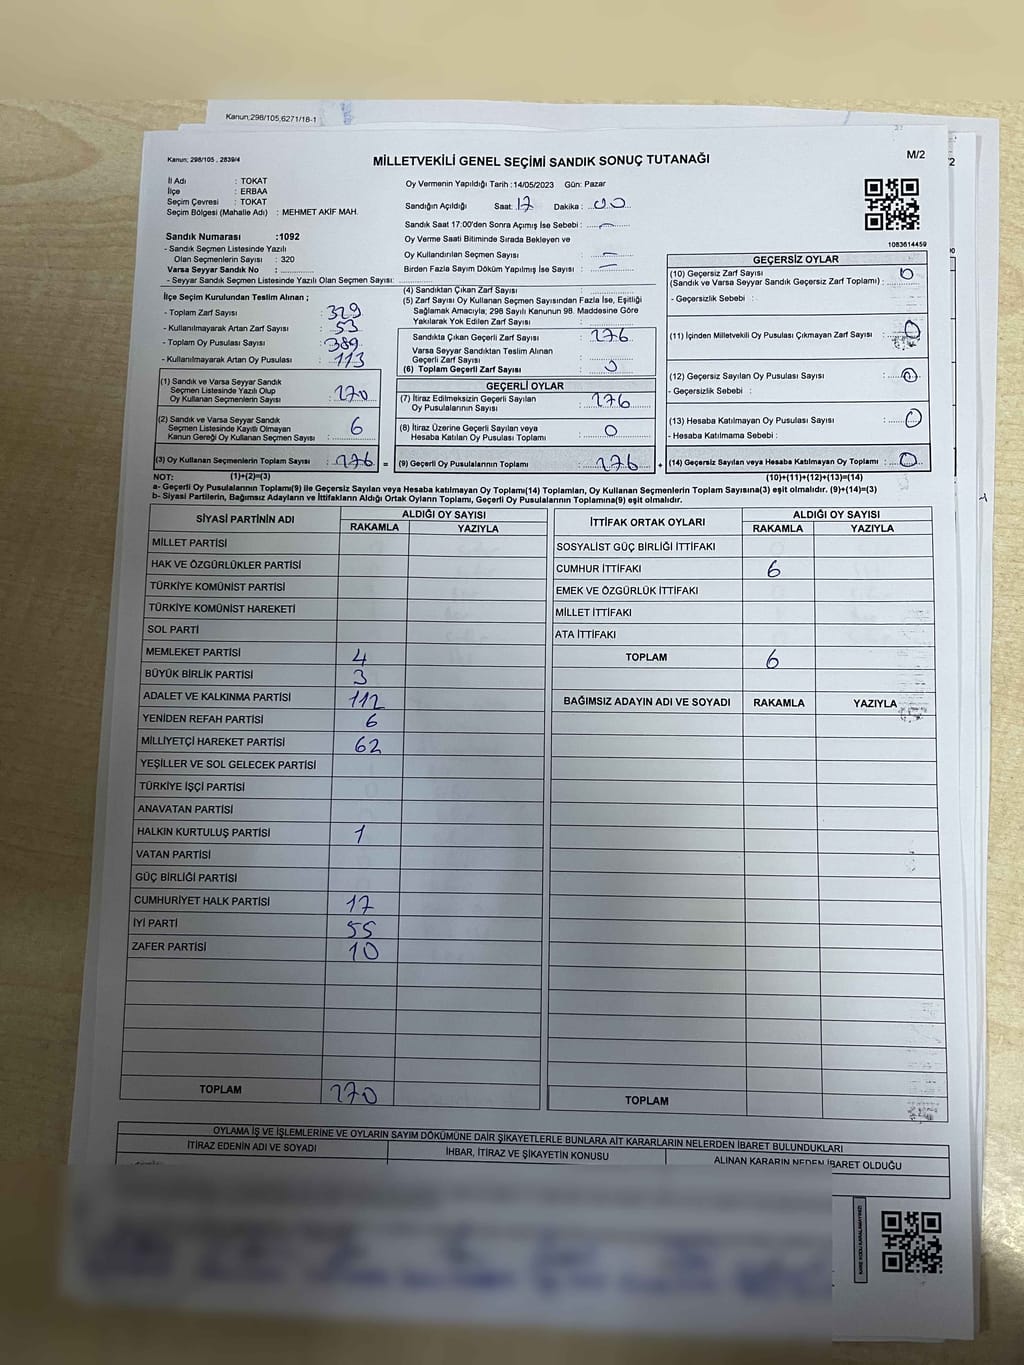 Kanun;298/105,6271/18-1
Kanun; 298/105 , 2839/4
MİLLETVEKİLİ GENEL SEÇİMİ SANDIK SONUÇ TUTANAĞI
M/2
İl Adı : TOKAT
İlçe : ERBAA
Seçim Çevresi : TOKAT
Seçim Bölgesi (Mahalle Adı) : MEHMET AKİF MAH.
Oy Vermenin Yapıldığı Tarih :14/05/2023 Gün: Pazar
Sandığın Açıldığı Saat: 17 Dakika : 00
Sandık Saat 17:00'den Sonra Açımış İse Sebebi : —
Oy Verme Saati Bitiminde Sırada Bekleyen ve
Oy Kullandırılan Seçmen Sayısı : —
Birden Fazla Sayım Döküm Yapılmış İse Sayısı : —
1083614459
Sandık Numarası :1092
- Sandık Seçmen Listesinde Yazılı
Olan Seçmenlerin Sayısı : 320
Varsa Seyyar Sandık No :
- Seyyar Sandık Seçmen Listesinde Yazılı Olan Seçmen Sayısı:
İlçe Seçim Kurulundan Teslim Alınan ;
- Toplam Zarf Sayısı : 329
- Kullanılmayarak Artan Zarf Sayısı : 53
- Toplam Oy Pusulası Sayısı : 389
- Kullanılmayarak Artan Oy Pusulası : 113
(1) Sandık ve Varsa Seyyar Sandık
Seçmen Listesinde Yazılı Olup
Oy Kullanan Seçmenlerin Sayısı : 270
(2) Sandık ve Varsa Seyyar Sandık
Seçmen Listesinde Kayıtlı Olmayan
Kanun Gereği Oy Kullanan Seçmen Sayısı : 6
(3) Oy Kullanan Seçmenlerin Toplam Sayısı : 276
(4) Sandıktan Çıkan Zarf Sayısı :
(5) Zarf Sayısı Oy Kullanan Seçmen Sayısından Fazla İse, Eşitliği
Sağlamak Amacıyla; 298 Sayılı Kanunun 98. Maddesine Göre
Yakılarak Yok Edilen Zarf Sayısı :
Sandıkta Çıkan Geçerli Zarf Sayısı : 276
Varsa Seyyar Sandıktan Teslim Alınan
Geçerli Zarf Sayısı :
(6) Toplam Geçerli Zarf Sayısı : 0
GEÇERLİ OYLAR
(7) İtiraz Edilmeksizin Geçerli Sayılan
Oy Pusulalarının Sayısı : 276
(8) İtiraz Üzerine Geçerli Sayılan veya
Hesaba Katılan Oy Pusulası Toplamı : 0
= (9) Geçerli Oy Pusulalarının Toplamı : 276 +
GEÇERSİZ OYLAR
(10) Geçersiz Zarf Sayısı
(Sandık ve Varsa Seyyar Sandık Geçersiz Zarf Toplamı) : 0
- Geçersizlik Sebebi :
(11) İçinden Milletvekili Oy Pusulası Çıkmayan Zarf Sayısı : 0
(12) Geçersiz Sayılan Oy Pusulası Sayısı : 0
- Geçersizlik Sebebi :
(13) Hesaba Katılmayan Oy Pusulası Sayısı : 0
- Hesaba Katılmama Sebebi :
(14) Geçersiz Sayılan veya Hesaba Katılmayan Oy Toplamı : 0
NOT: (1)+(2)=(3) (10)+(11)+(12)+(13)=(14)
a- Geçerli Oy Pusulalarının Toplamı(9) ile Geçersiz Sayılan veya Hesaba katılmayan Oy Toplamı(14) Toplamları, Oy Kullanan Seçmenlerin Toplam Sayısına(3) eşit olmalıdır. (9)+(14)=(3)
b- Siyasi Partilerin, Bağımsız Adayların ve İttifakların Aldığı Ortak Oyların Toplamı, Geçerli Oy Pusulalarının Toplamına(9) eşit olmalıdır.
SİYASİ PARTİNİN ADI ALDIĞI OY SAYISI
RAKAMLA YAZIYLA
MİLLET PARTİSİ
HAK VE ÖZGÜRLÜKLER PARTİSİ
TÜRKİYE KOMÜNİST PARTİSİ
TÜRKİYE KOMÜNİST HAREKETİ
SOL PARTİ
MEMLEKET PARTİSİ 4
BÜYÜK BİRLİK PARTİSİ 3
ADALET VE KALKINMA PARTİSİ 112
YENİDEN REFAH PARTİSİ 6
MİLLİYETÇİ HAREKET PARTİSİ 62
YEŞİLLER VE SOL GELECEK PARTİSİ
TÜRKİYE İŞÇİ PARTİSİ
ANAVATAN PARTİSİ
HALKIN KURTULUŞ PARTİSİ 1
VATAN PARTİSİ
GÜÇ BİRLİĞİ PARTİSİ
CUMHURİYET HALK PARTİSİ 17
İYİ PARTİ 55
ZAFER PARTİSİ 10
TOPLAM 270
İTTİFAK ORTAK OYLARI ALDIĞI OY SAYISI
RAKAMLA YAZIYLA
SOSYALİST GÜÇ BİRLİĞİ İTTİFAKI
CUMHUR İTTİFAKI 6
EMEK VE ÖZGÜRLÜK İTTİFAKI
MİLLET İTTİFAKI
ATA İTTİFAKI
TOPLAM 6
BAĞIMSIZ ADAYIN ADI VE SOYADI RAKAMLA YAZIYLA
TOPLAM
OYLAMA İŞ VE İŞLEMLERİNE VE OYLARIN SAYIM DÖKÜMÜNE DAİR ŞİKAYETLERLE BUNLARA AİT KARARLARIN NELERDEN İBARET BULUNDUKLARI
İTİRAZ EDENİN ADI VE SOYADI
İHBAR, İTİRAZ VE ŞİKAYETİN KONUSU
ALINAN KARARIN NEDEN İBARET OLDUĞU
KARE KODU KARALAMAYINIZ!